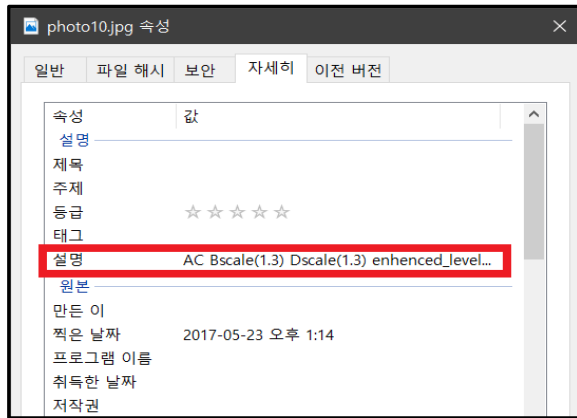 photo10.jpg 속성
일반 파일 해시 보안 자세히 이전 버전
속성 값
설명
제목
주제
등급
태그
설명 AC Bscale(1.3) Dscale(1.3) enhenced_level...
원본
만든 이
찍은 날짜 2017-05-23 오후 1:14
프로그램 이름
취득한 날짜
저작권